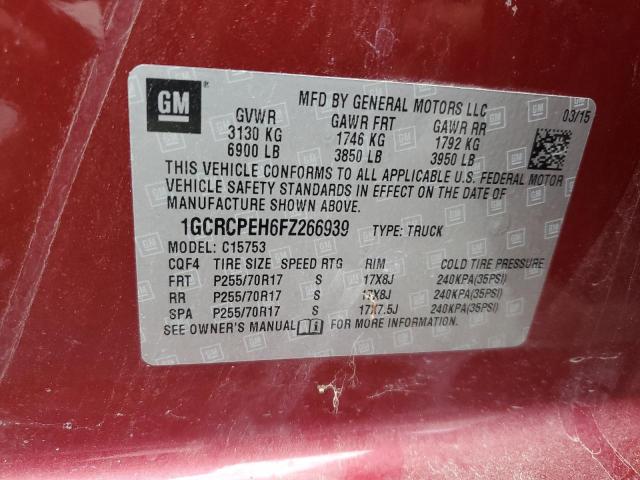 GM
MFD BY GENERAL MOTORS LLC
03/15
GVWR GAWR FRT GAWR RR
3130 KG 1746 KG 1792 KG
6900 LB 3850 LB 3950 LB
THIS VEHICLE CONFORMS TO ALL APPLICABLE U.S. FEDERAL MOTOR
VEHICLE SAFETY STANDARDS IN EFFECT ON THE DATE OF
MANUFACTURE SHOWN ABOVE.
1GCRCPEH6FZ266939 TYPE: TRUCK
MODEL: C15753
CQF4 TIRE SIZE SPEED RTG RIM COLD TIRE PRESSURE
FRT P255/70R17 S 17X8J 240KPA(35PSI)
RR P255/70R17 S 17X8J 240KPA(35PSI)
SPA P255/70R17 S 17X7.5J 240KPA(35PSI)
SEE OWNER'S MANUAL FOR MORE INFORMATION.